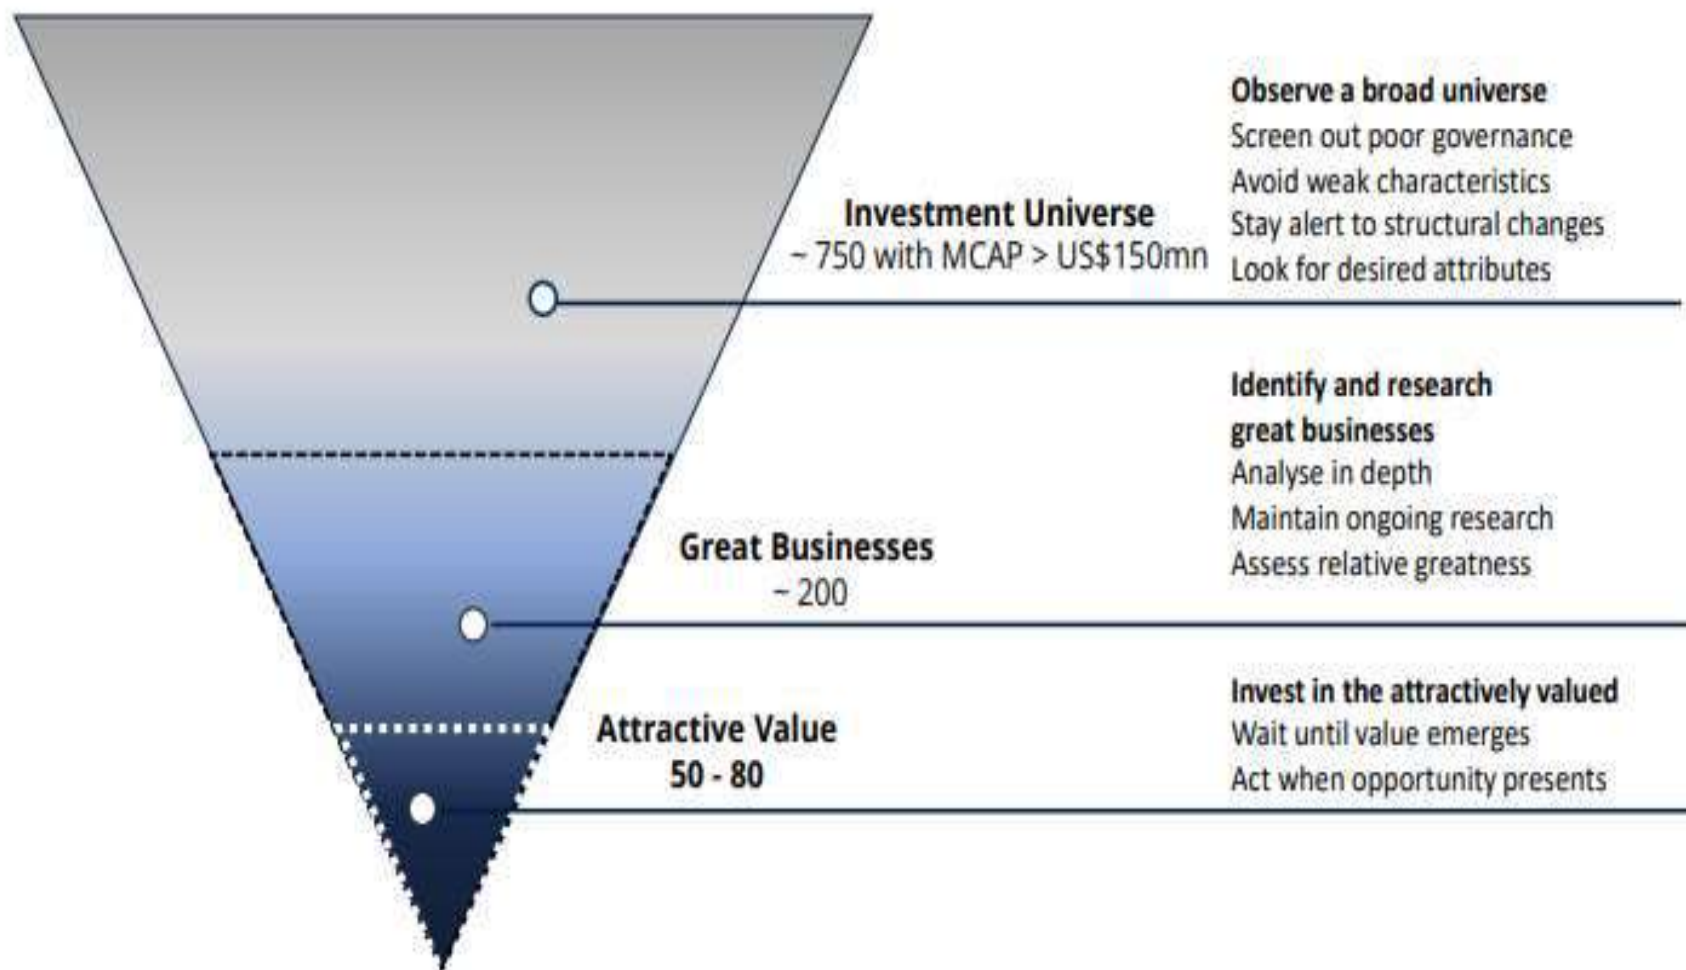 Observe a broad universe
Screen out poor governance
Avoid weak characteristics
Stay alert to structural changes
Look for desired attributes
Investment Universe
~ 750 with MCAP > US$150mn
Identify and research
great businesses
Analyse in depth
Maintain ongoing research
Assess relative greatness
Great Businesses
~ 200
Invest in the attractively valued
Wait until value emerges
Act when opportunity presents
Attractive Value
50 - 80